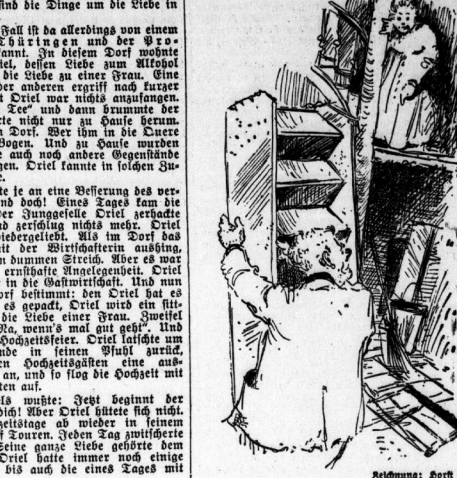 sind die Dinge um die Liebe in
Fall ist da allerdings von einem
Thüringen und der Pro-
kannt. In diesem Dorf wohnte
iel, dessen Liebe zum Alkohol
die Liebe zu einer Frau. Eine
der anderen ergriff nach kurzer
t Oriel war nichts anzufangen.
Tee" und dann brummte der
rte nicht nur zu Hause herum.
n Dorf. Wer ihm in die Quere
Bogen. Und zu Hause wurden
e auch noch andere Gegenstände
gen. Oriel kannte in solchen Zu-
e.
te je an eine Besserung des ver-
nd doch! Eines Tages kam die
er Junggeselle Oriel zerhackte
nd zerschlug nichts mehr. Oriel
iedergeliebt. Als im Dorf das
it der Wirtschafterin aushing,
n dummen Streich. Aber es war
ernsthafte Angelegenheit. Oriel
in die Gastwirtschaft. Und nun
orf bestimmt: den Oriel hat es
es gepackt, Oriel wird ein sitt-
die Liebe einer Frau. Zweifel
Na, wenn's mal gut geht". Und
Hochzeitsfeier. Oriel latschte um
nde in seinen Pfuhl zurück,
en Hochzeitsgästen eine aus-
an, und so flog die Hochzeit mit
ten auf.
ls wußte: Jetzt beginnt der
dich! Aber Oriel hütete sich nicht.
zeitstage ab wieder in seinem
f Touren. Jeden Tag zwitscherte
Seine ganze Liebe gehörte dem
Oriel hatte immer noch einige
bis auch die eines Tages mit
Zeichnung: Horst